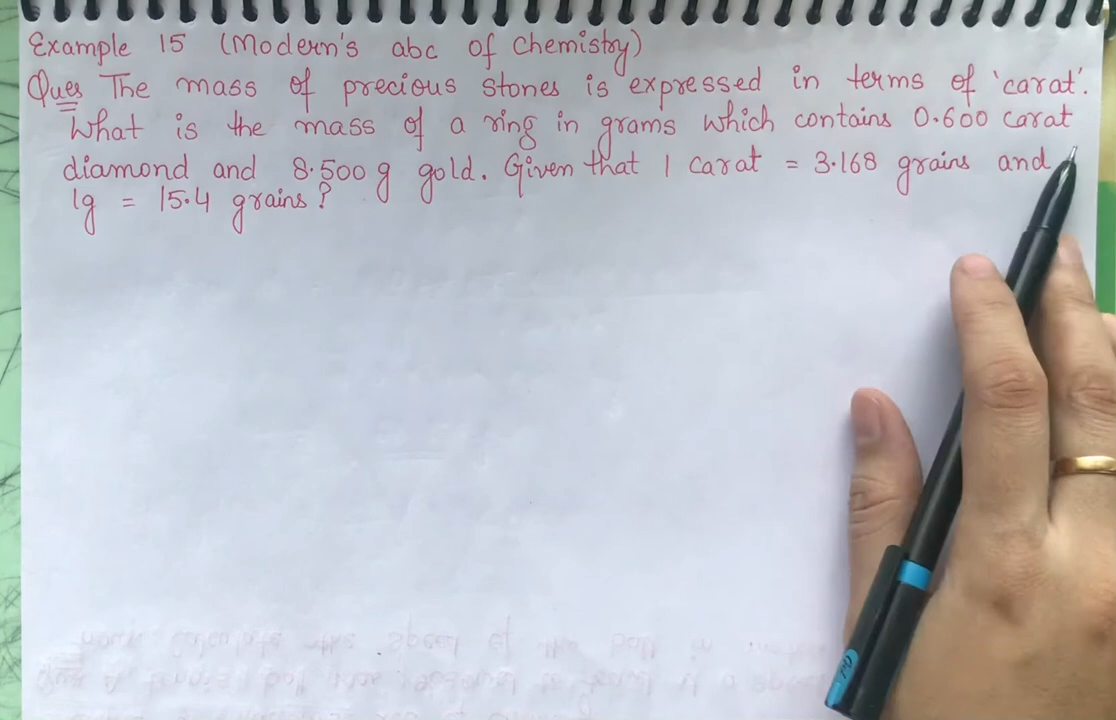 Example 15 (Modern's abc of Chemistry)
Ques The mass of precious stones is expressed in terms of 'carat'.
What is the mass of a ring in grams which contains 0.600 carat
diamond and 8.500 g gold. Given that 1 carat = 3.168 grains and
1g = 15.4 grains?